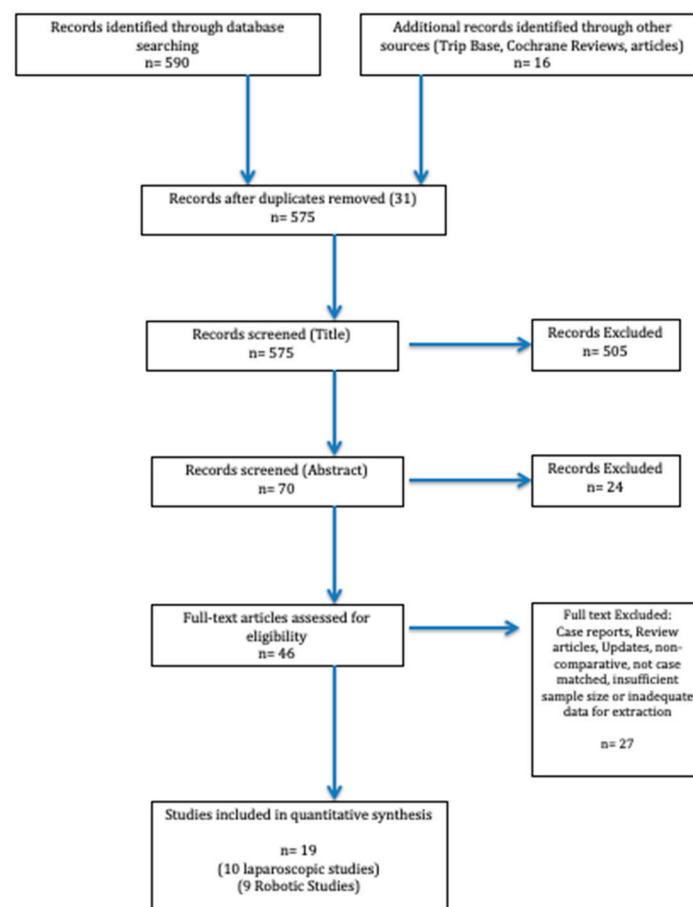 Records identified through database
searching
n= 590
Additional records identified through other
sources (Trip Base, Cochrane Reviews, articles)
n= 16
Records after duplicates removed (31)
n= 575
Records screened (Title)
n= 575
Records Excluded
n= 505
Records screened (Abstract)
n= 70
Records Excluded
n= 24
Full-text articles assessed for
eligibility
n= 46
Full text Excluded:
Case reports, Review
articles, Updates, non-
comparative, not case
matched, insufficient
sample size or inadequate
data for extraction
n= 27
Studies included in quantitative synthesis
n= 19
(10 laparoscopic studies)
(9 Robotic Studies)